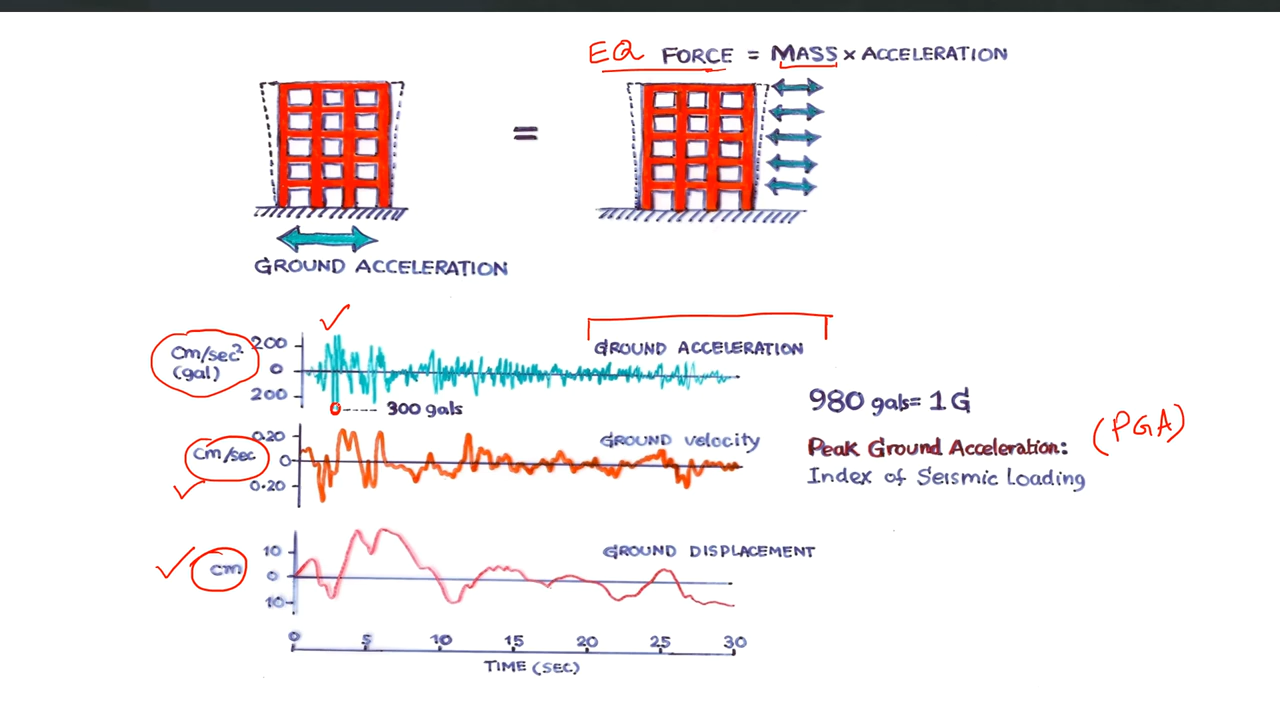 EQ FORCE = MASS x ACCELERATION
=
GROUND ACCELERATION
cm/sec² (gal)
200
0
200
GROUND ACCELERATION
300 gals
980 gals = 1G
Peak Ground Acceleration: (PGA)
Index of Seismic Loading
cm/sec
0.20
0
0.20
GROUND velocity
cm
10
0
10
GROUND DISPLACEMENT
0 5 10 15 20 25 30
TIME (SEC)